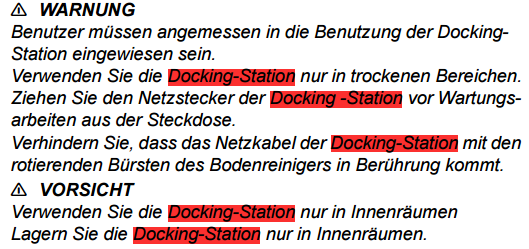 ⚠ WARNUNG
Benutzer müssen angemessen in die Benutzung der Docking-
Station eingewiesen sein.
Verwenden Sie die Docking-Station nur in trockenen Bereichen.
Ziehen Sie den Netzstecker der Docking -Station vor Wartungs-
arbeiten aus der Steckdose.
Verhindern Sie, dass das Netzkabel der Docking-Station mit den
rotierenden Bürsten des Bodenreinigers in Berührung kommt.
⚠ VORSICHT
Verwenden Sie die Docking-Station nur in Innenräumen
Lagern Sie die Docking-Station nur in Innenräumen.